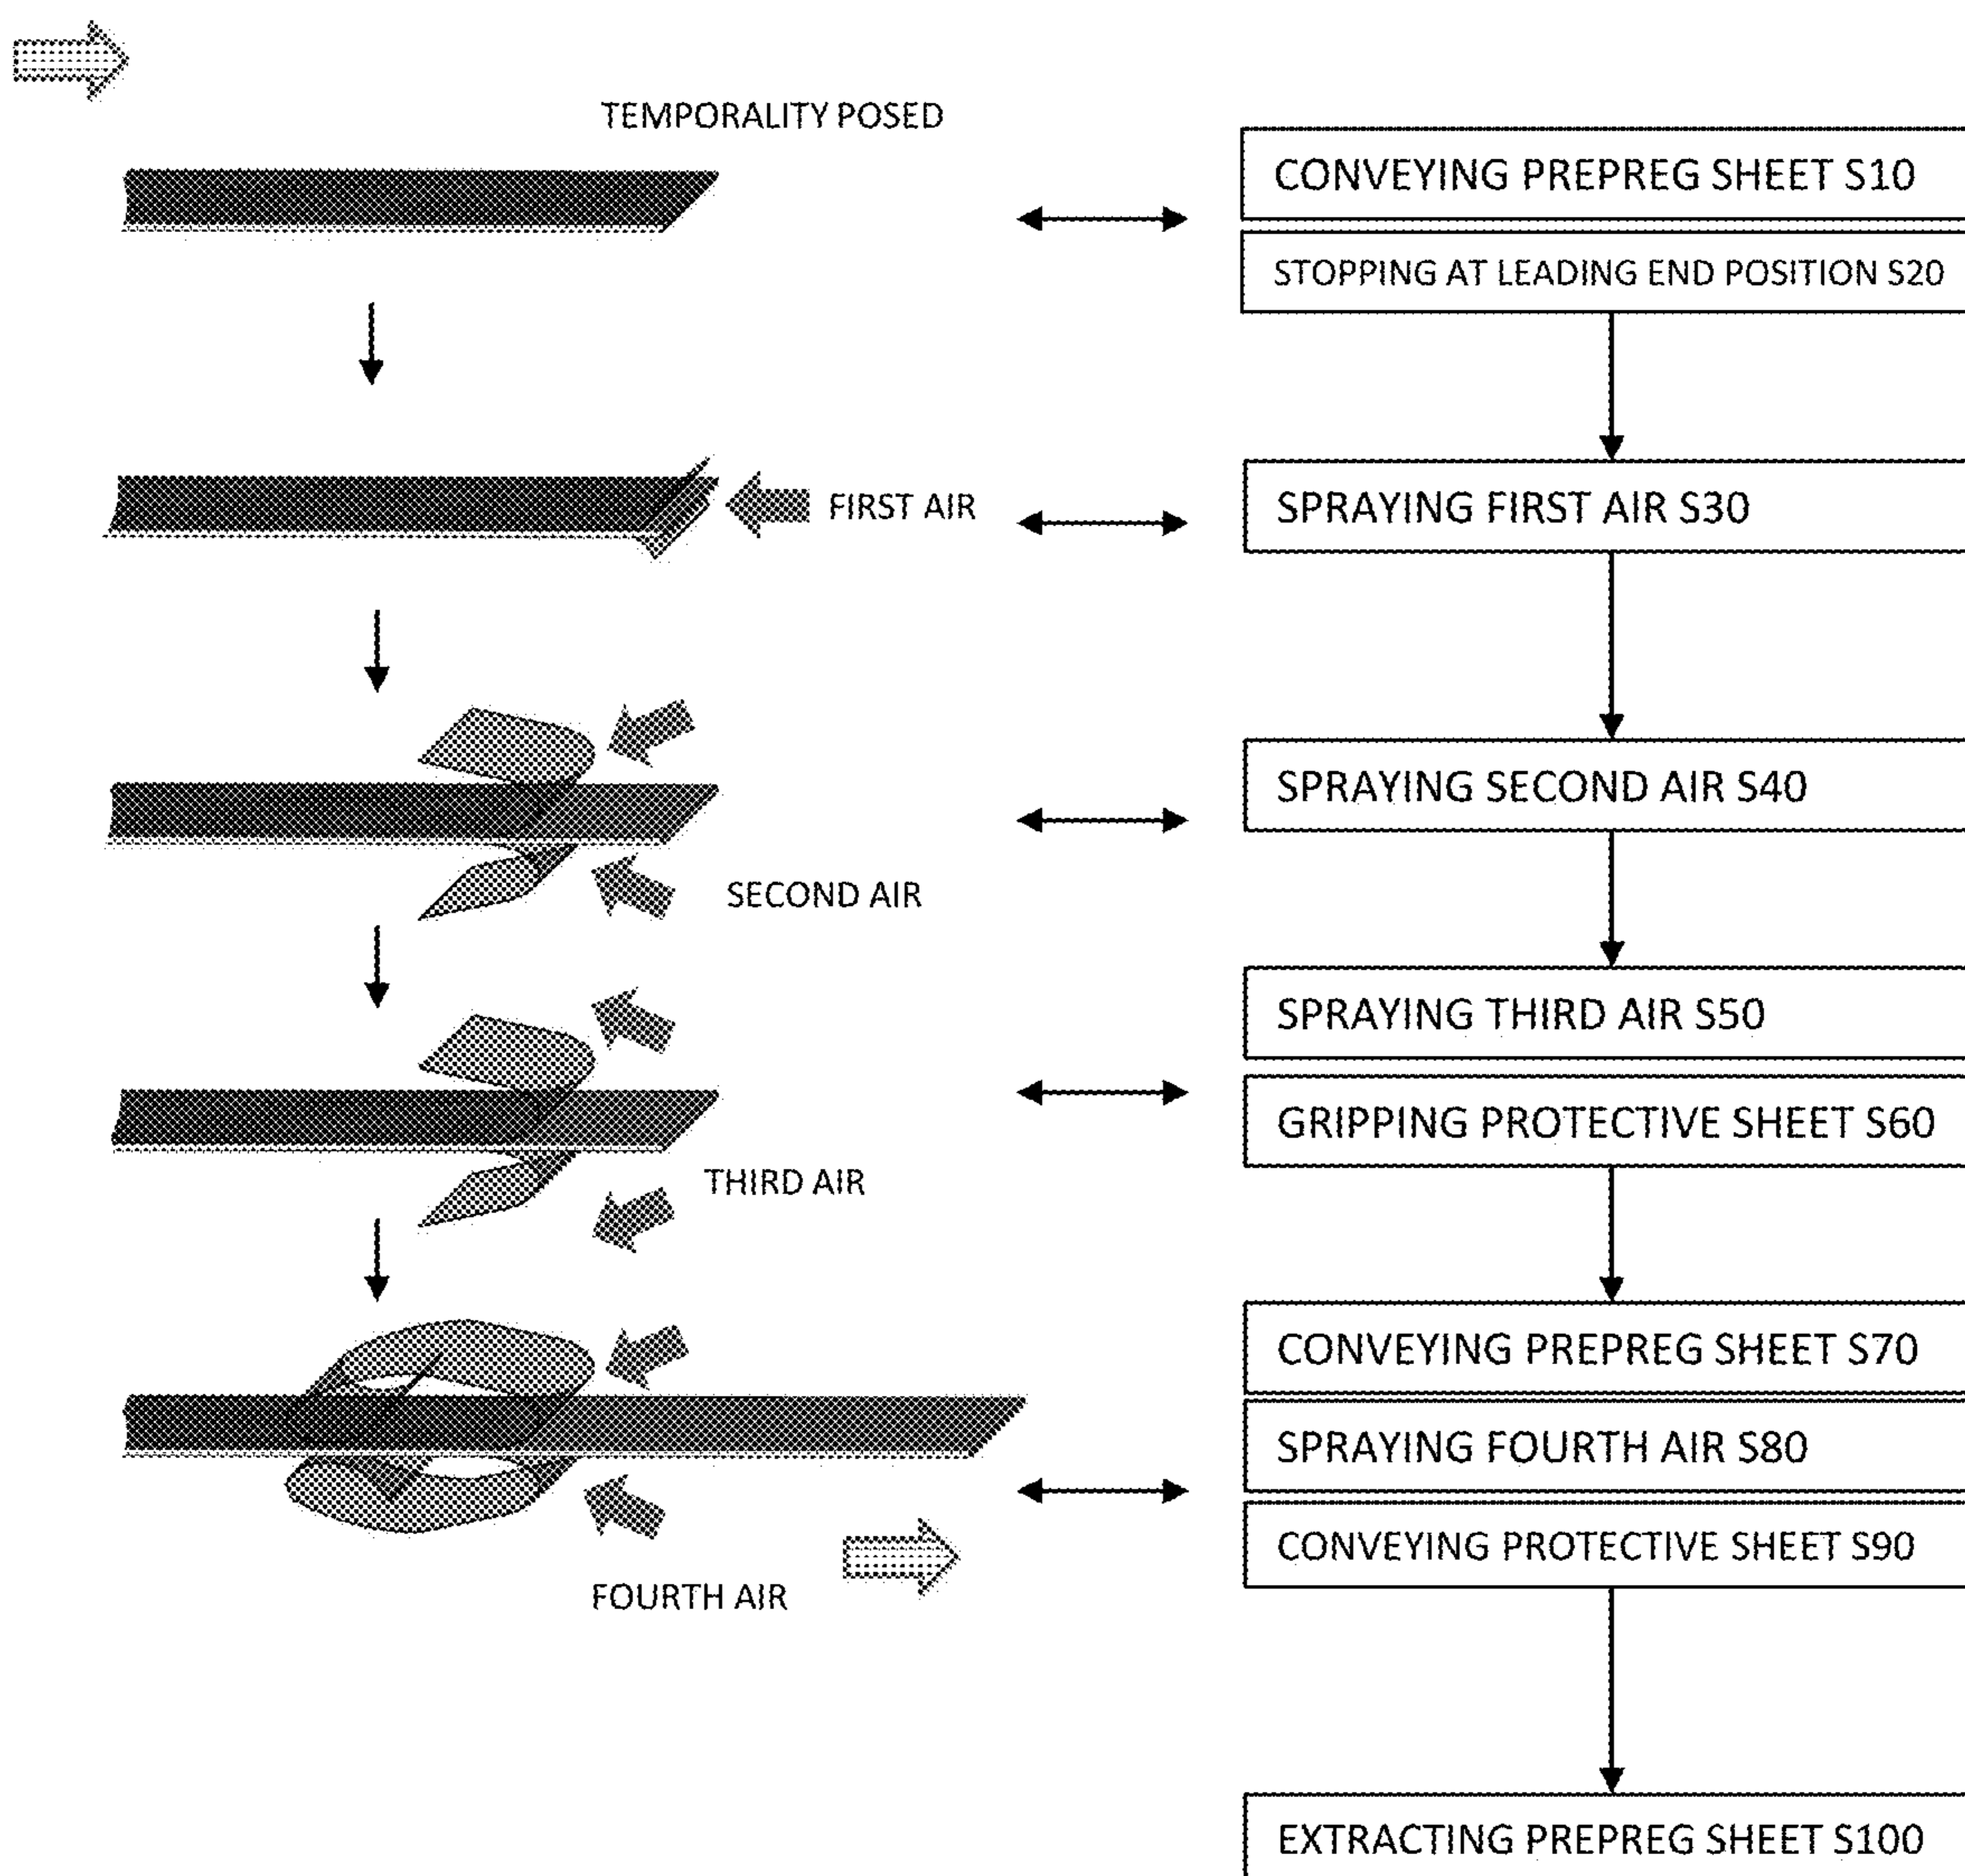 TEMPORALITY POSED
CONVEYING PREPREG SHEET S10
STOPPING AT LEADING END POSITION S20
FIRST AIR
SPRAYING FIRST AIR S30
SPRAYING SECOND AIR S40
SECOND AIR
SPRAYING THIRD AIR S50
GRIPPING PROTECTIVE SHEET S60
THIRD AIR
CONVEYING PREPREG SHEET S70
SPRAYING FOURTH AIR S80
CONVEYING PROTECTIVE SHEET S90
FOURTH AIR
EXTRACTING PREPREG SHEET S100